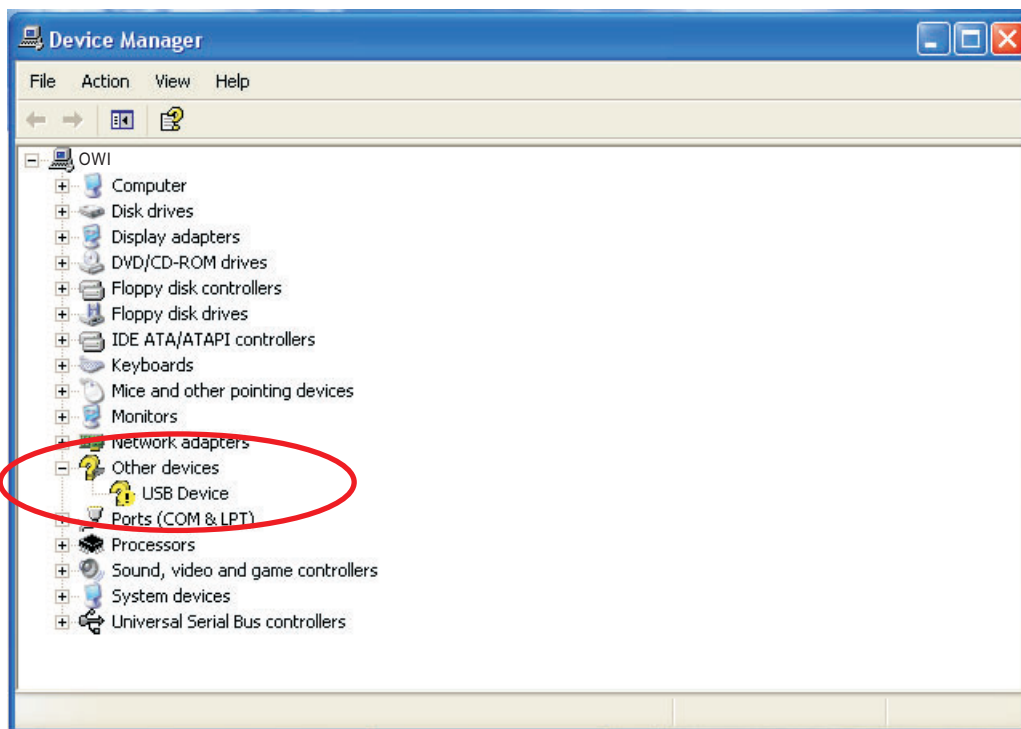 Device Manager
File Action View Help
OWI
Computer
Disk drives
Display adapters
DVD/CD-ROM drives
Floppy disk controllers
Floppy disk drives
IDE ATA/ATAPI controllers
Keyboards
Mice and other pointing devices
Monitors
Network adapters
Other devices
USB Device
Ports (COM & LPT)
Processors
Sound, video and game controllers
System devices
Universal Serial Bus controllers